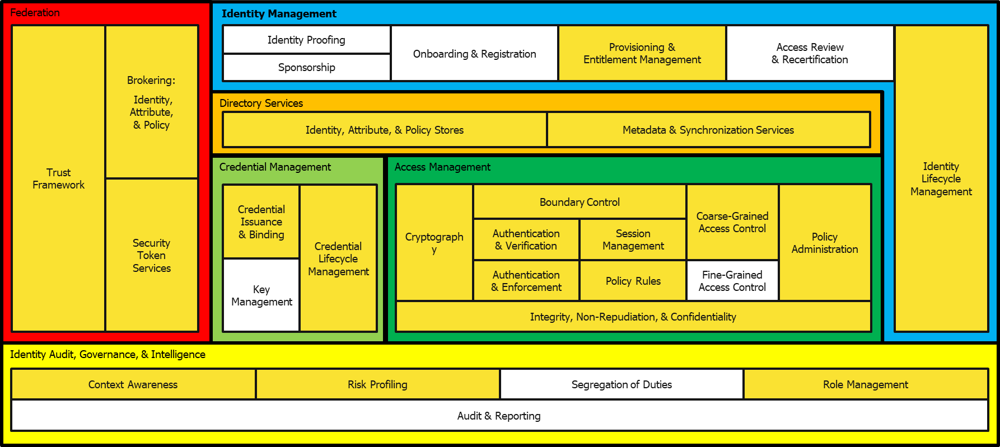 Federation
Trust
Framework
Brokering:
Identity,
Attribute,
& Policy
Security
Token
Services
Identity Management
Identity Proofing
Sponsorship
Onboarding & Registration
Provisioning &
Entitlement Management
Access Review
& Recertification
Identity
Lifecycle
Management
Directory Services
Identity, Attribute, & Policy Stores
Metadata & Synchronization Services
Credential Management
Credential
Issuance
& Binding
Key
Management
Credential
Lifecycle
Management
Access Management
Cryptograph
y
Boundary Control
Authentication
& Verification
Session
Management
Authentication
& Enforcement
Policy Rules
Coarse-Grained
Access Control
Fine-Grained
Access Control
Policy
Administration
Integrity, Non-Repudiation, & Confidentiality
Identity Audit, Governance, & Intelligence
Context Awareness
Risk Profiling
Segregation of Duties
Role Management
Audit & Reporting